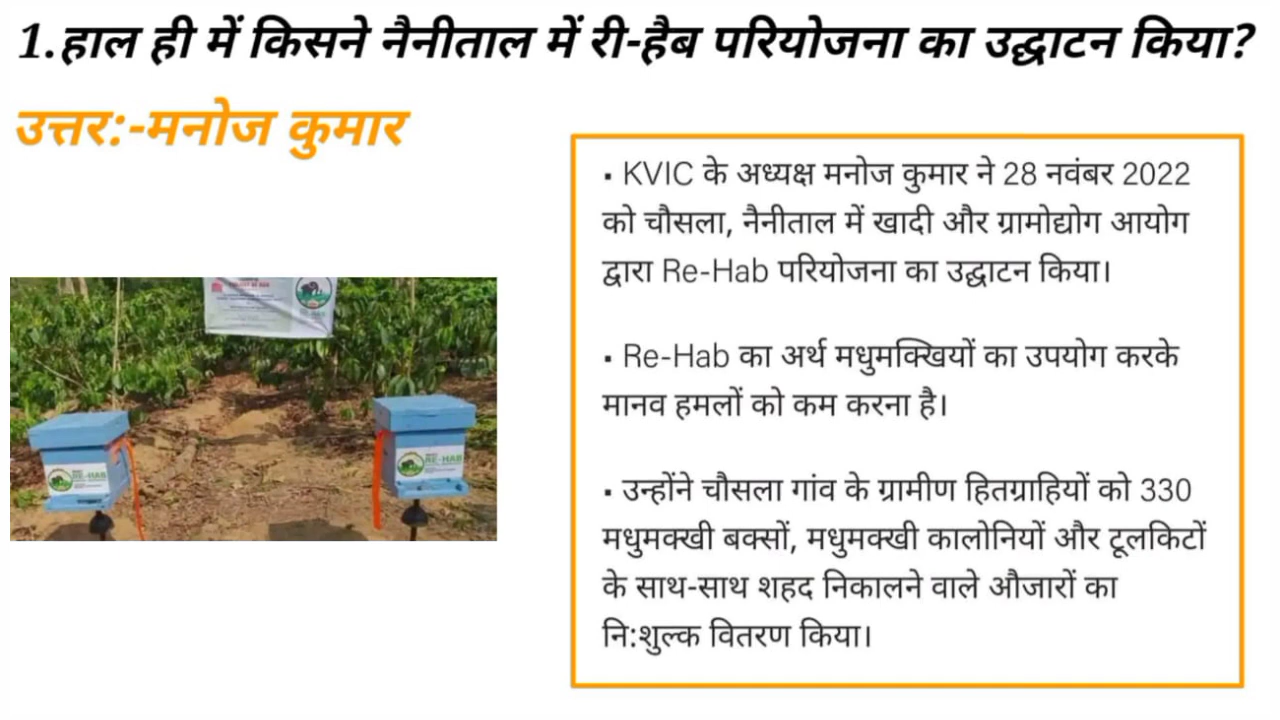 1.हाल ही में किसने नैनीताल में री-हैब परियोजना का उद्घाटन किया?
उत्तर:-मनोज कुमार
▪ KVIC के अध्यक्ष मनोज कुमार ने 28 नवंबर 2022
को चौसला, नैनीताल में खादी और ग्रामोद्योग आयोग
द्वारा Re-Hab परियोजना का उद्घाटन किया।
▪ Re-Hab का अर्थ मधुमक्खियों का उपयोग करके
मानव हमलों को कम करना है।
▪ उन्होंने चौसला गांव के ग्रामीण हितग्राहियों को 330
मधुमक्खी बक्सों, मधुमक्खी कालोनियों और टूलकिटों
के साथ-साथ शहद निकालने वाले औजारों का
नि:शुल्क वितरण किया।
RE-HAB
RE-HAB